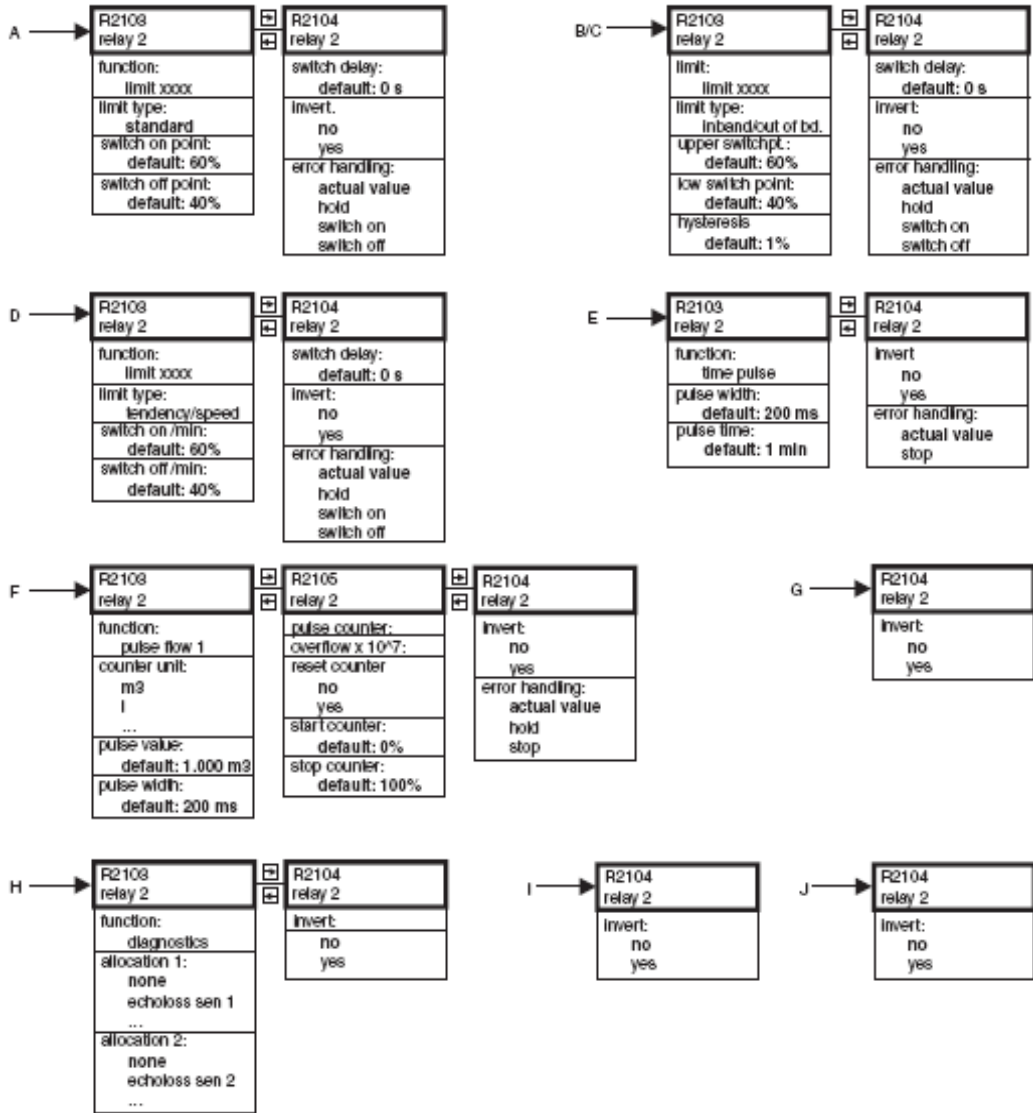 A
R2103
relay 2
function:
limit xxxx
limit type:
standard
switch on point:
default: 60%
switch off point:
default: 40%
R2104
relay 2
switch delay:
default: 0 s
invert.
no
yes
error handling:
actual value
hold
switch on
switch off
B/C
R2103
relay 2
limit:
limit xxxx
limit type:
inband/out of bd.
upper switchpt.:
default: 60%
low switch point:
default: 40%
hysteresis
default: 1%
R2104
relay 2
switch delay:
default: 0 s
invert:
no
yes
error handling:
actual value
hold
switch on
switch off
D
R2103
relay 2
function:
limit xxxx
limit type:
tendency/speed
switch on /min:
default: 60%
switch off /min:
default: 40%
R2104
relay 2
switch delay:
default: 0 s
invert:
no
yes
error handling:
actual value
hold
switch on
switch off
E
R2103
relay 2
function:
time pulse
pulse width:
default: 200 ms
pulse time:
default: 1 min
R2104
relay 2
invert
no
yes
error handling:
actual value
stop
F
R2103
relay 2
function:
pulse flow 1
counter unit:
m3
l
...
pulse value:
default: 1.000 m3
pulse width:
default: 200 ms
R2105
relay 2
pulse counter:
overflow x 10^7:
reset counter
no
yes
start counter:
default: 0%
stop counter:
default: 100%
R2104
relay 2
invert:
no
yes
error handling:
actual value
hold
stop
G
R2104
relay 2
invert:
no
yes
H
R2103
relay 2
function:
diagnostics
allocation 1:
none
echoloss sen 1
...
allocation 2:
none
echoloss sen 2
...
R2104
relay 2
invert:
no
yes
I
R2104
relay 2
invert:
no
yes
J
R2104
relay 2
invert:
no
yes